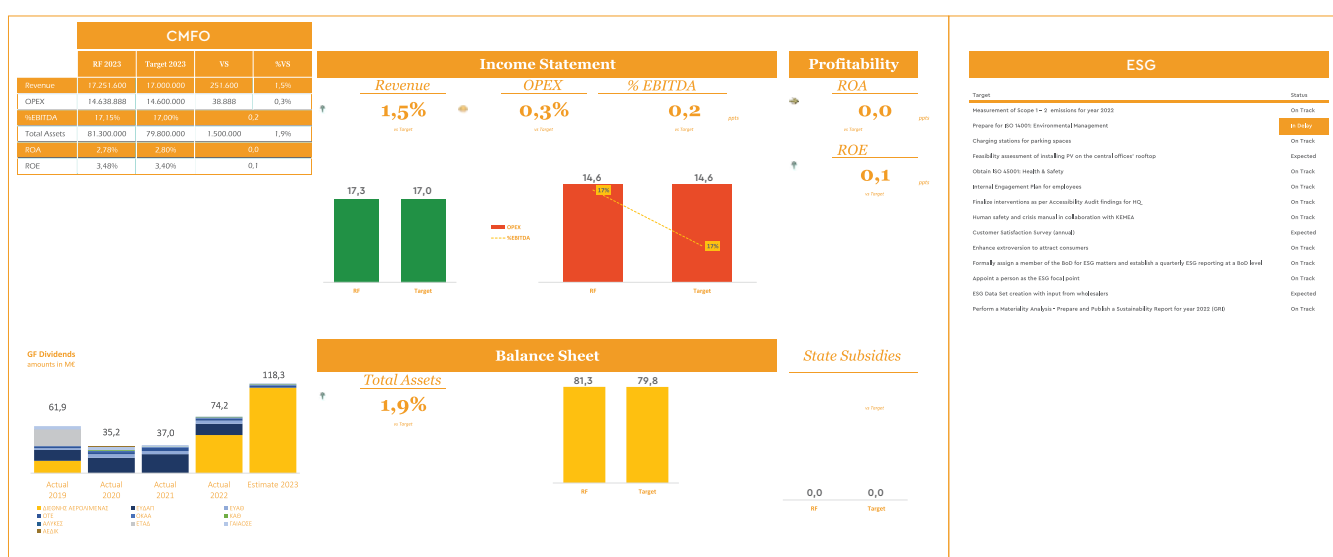 CMFO
RF 2023 Target 2023 VS %VS
Revenue 17.251.600 17.000.000 251.600 1,5%
OPEX 14.638.888 14.600.000 38.888 0,3%
%EBITDA 17,15% 17,00% 0,2
Total Assets 81.300.000 79.800.000 1.500.000 1,9%
ROA 2,78% 2,80% 0,0
ROE 3,48% 3,40% 0,1
Income Statement
Revenue OPEX % EBITDA
1,5% 0,3% 0,2 ppts
vs Target vs Target vs Target
17,3 17,0
RF Target
OPEX
%EBITDA
14,6 14,6
17%
17%
RF Target
Profitability
ROA
0,0 ppts
vs Target
ROE
0,1 ppts
vs Target
GF Dividends
amounts in M€
61,9 35,2 37,0 74,2 118,3
Actual 2019 Actual 2020 Actual 2021 Actual 2022 Estimate 2023
ΔΙΕΘΝΗΣ ΑΕΡΟΛΙΜΕΝΑΣ ΕΥΔΑΠ ΕΥΑΘ
ΟΤΕ ΟΚΑΑ ΚΑΘ
ΑΛΥΚΕΣ ΕΤΑΔ ΓΑΙΑΟΣΕ
ΑΕΔΙΚ
Balance Sheet
Total Assets
1,9%
vs Target
81,3 79,8
RF Target
State Subsidies
vs Target
0,0 0,0
RF Target
ESG
Target Status
Measurement of Scope 1 – 2 emissions for year 2022 On Track
Prepare for ISO 14001: Environmental Management In Delay
Charging stations for parking spaces On Track
Feasibility assessment of installing PV on the central offices' rooftop Expected
Obtain ISO 45001: Health & Safety On Track
Internal Engagement Plan for employees On Track
Finalize interventions as per Accessibility Audit findings for HQ On Track
Human safety and crisis manual in collaboration with KEMEA On Track
Customer Satisfaction Survey (annual) Expected
Enhance extroversion to attract consumers On Track
Formally assign a member of the BoD for ESG matters and establish a quarterly ESG reporting at a BoD level On Track
Appoint a person as the ESG focal point On Track
ESG Data Set creation with input from wholesalers Expected
Perform a Materiality Analysis - Prepare and Publish a Sustainability Report for year 2022 (GRI) On Track